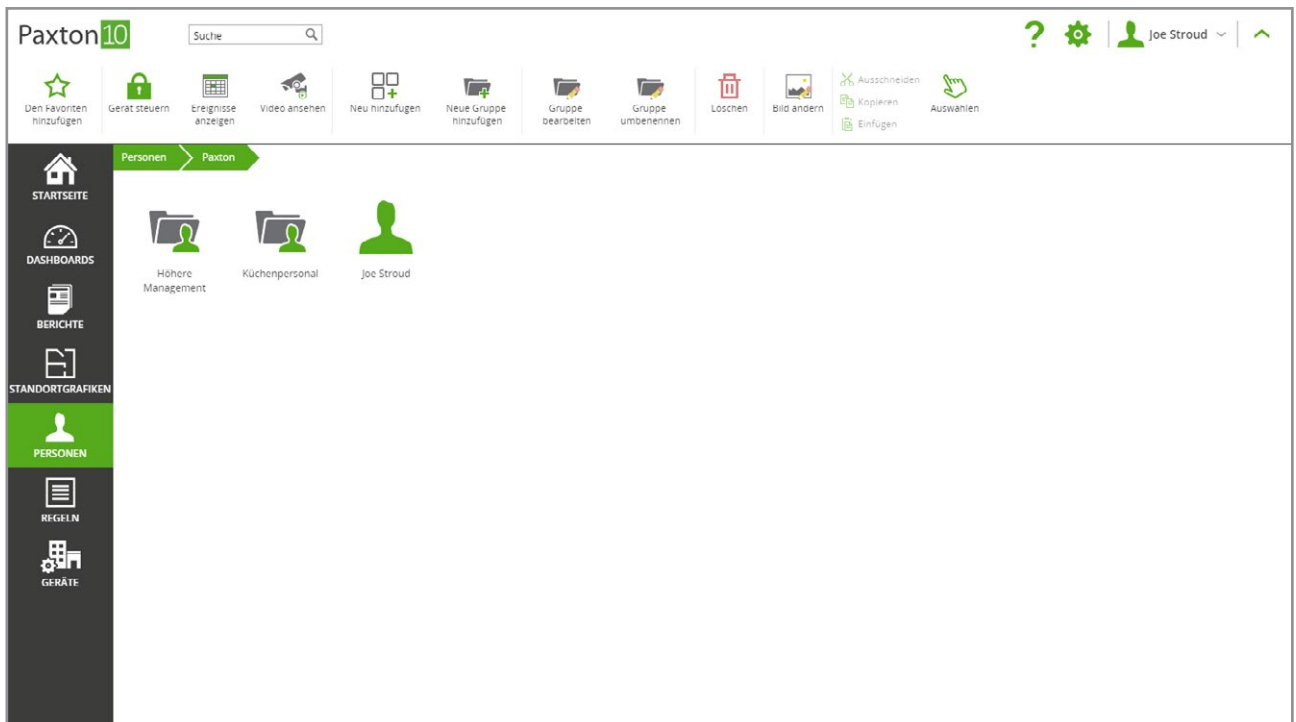 Paxton10
Suche
Joe Stroud
Den Favoriten
hinzufügen
Gerät steuern
Ereignisse
anzeigen
Video ansehen
Neu hinzufügen
Neue Gruppe
hinzufügen
Gruppe
bearbeiten
Gruppe
umbenennen
Löschen
Bild ändern
Ausschneiden
Kopieren
Einfügen
Auswählen
STARTSEITE
DASHBOARDS
BERICHTE
STANDORTGRAFIKEN
PERSONEN
REGELN
GERÄTE
Personen
Paxton
Höhere
Management
Küchenpersonal
Joe Stroud